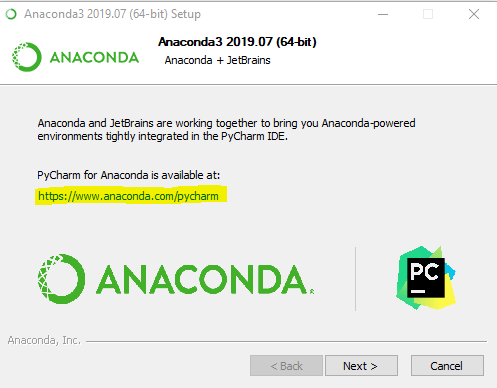 Anaconda3 2019.07 (64-bit) Setup
Anaconda3 2019.07 (64-bit)
ANACONDA
Anaconda + JetBrains
Anaconda and JetBrains are working together to bring you Anaconda-powered
environments tightly integrated in the PyCharm IDE.
PyCharm for Anaconda is available at:
https://www.anaconda.com/pycharm
ANACONDA.
PC
Anaconda, Inc.
< Back
Next >
Cancel